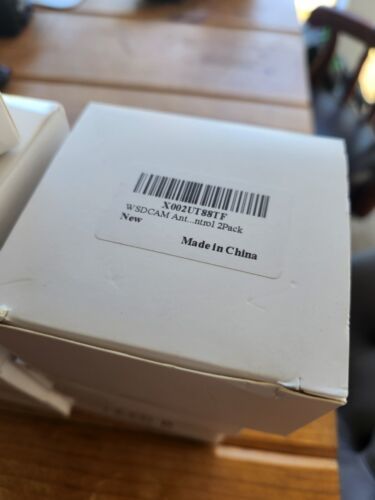 X002UT88TF
WSDCAM Ant...ntrol 2Pack
New
Made in China